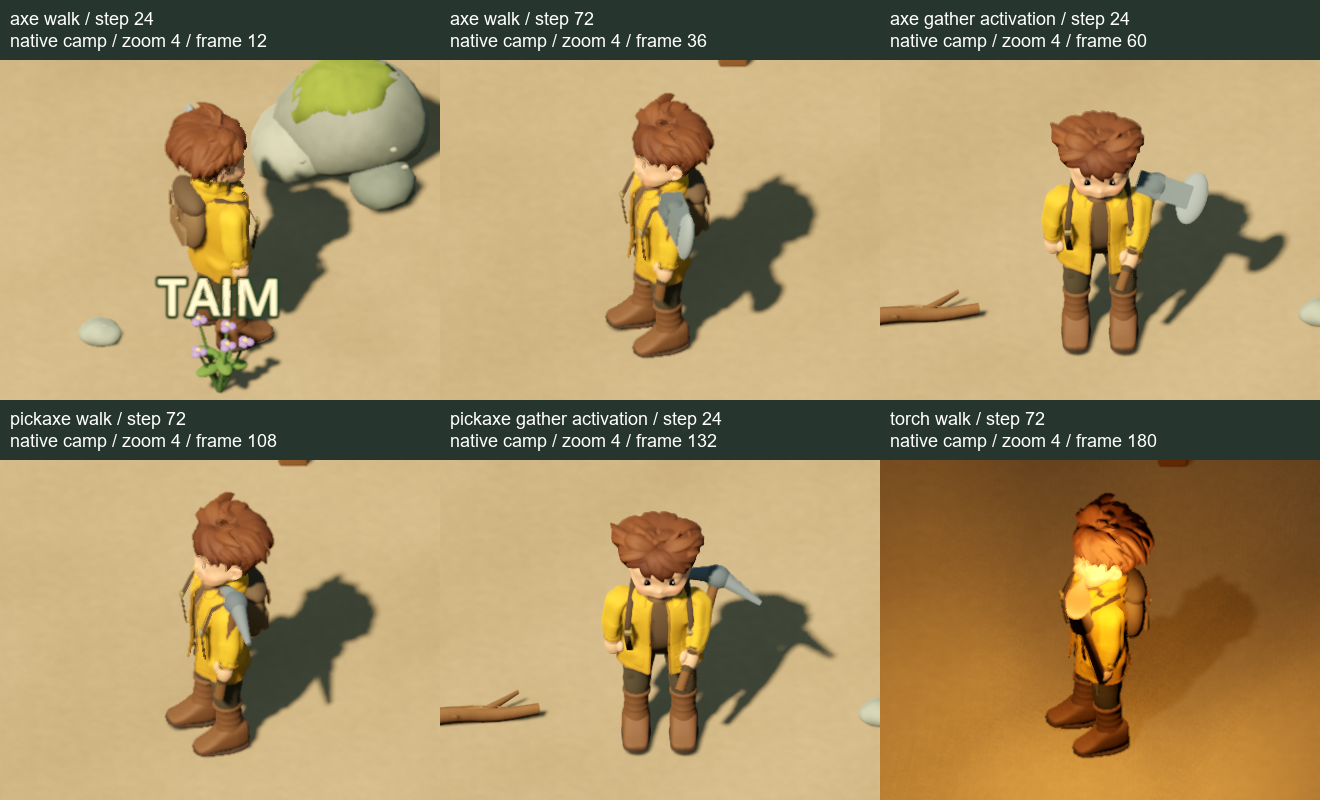 axe walk / step 24
native camp / zoom 4 / frame 12
axe walk / step 72
native camp / zoom 4 / frame 36
axe gather activation / step 24
native camp / zoom 4 / frame 60
TAIM
pickaxe walk / step 72
native camp / zoom 4 / frame 108
pickaxe gather activation / step 24
native camp / zoom 4 / frame 132
torch walk / step 72
native camp / zoom 4 / frame 180